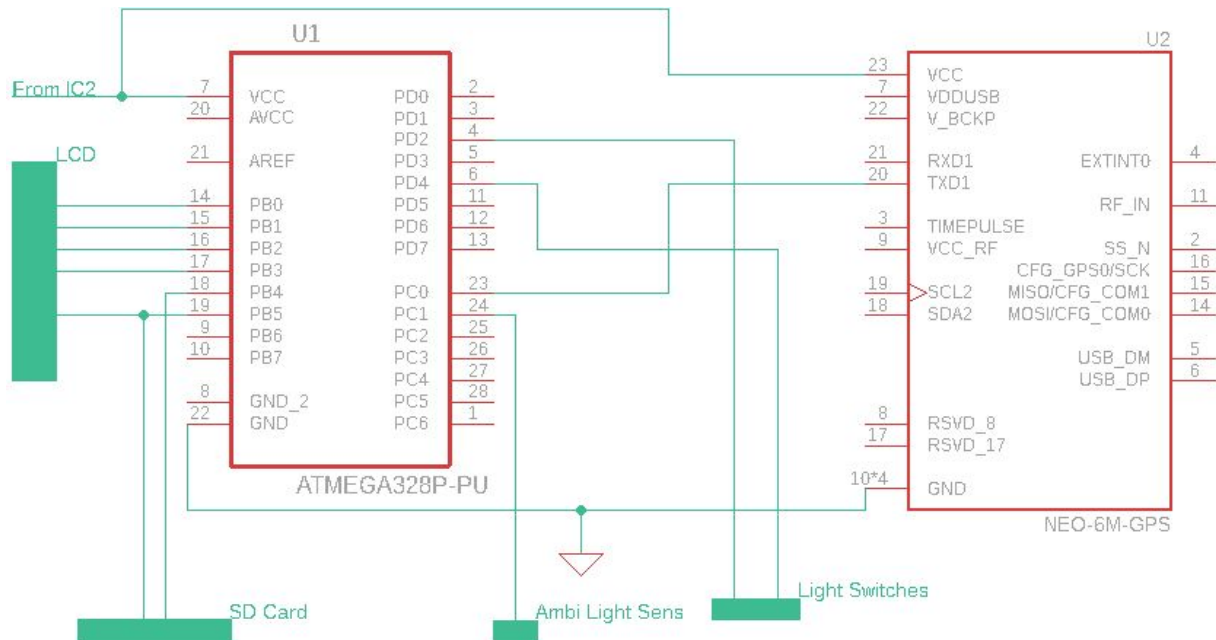 U1
U2
From IC2
7 VCC
20 AVCC
21 AREF
LCD
14 PB0
15 PB1
16 PB2
17 PB3
18 PB4
19 PB5
9 PB6
10 PB7
8 GND_2
22 GND
PD0 2
PD1 3
PD2 4
PD3 5
PD4 6
PD5 11
PD6 12
PD7 13
PC0 23
PC1 24
PC2 25
PC3 26
PC4 27
PC5 28
PC6 1
ATMEGA328P-PU
23 VCC
7 VDDUSB
22 V_BCKP
21 RXD1
20 TXD1
3 TIMEPULSE
9 VCC_RF
19 SCL2
18 SDA2
8 RSVD_8
17 RSVD_17
10*4 GND
EXTINT0 4
RF_IN 11
SS_N 2
CFG_GPS0/SCK 16
MISO/CFG_COM1 15
MOSI/CFG_COM0 14
USB_DM 5
USB_DP 6
NEO-6M-GPS
SD Card
Ambi Light Sens
Light Switches